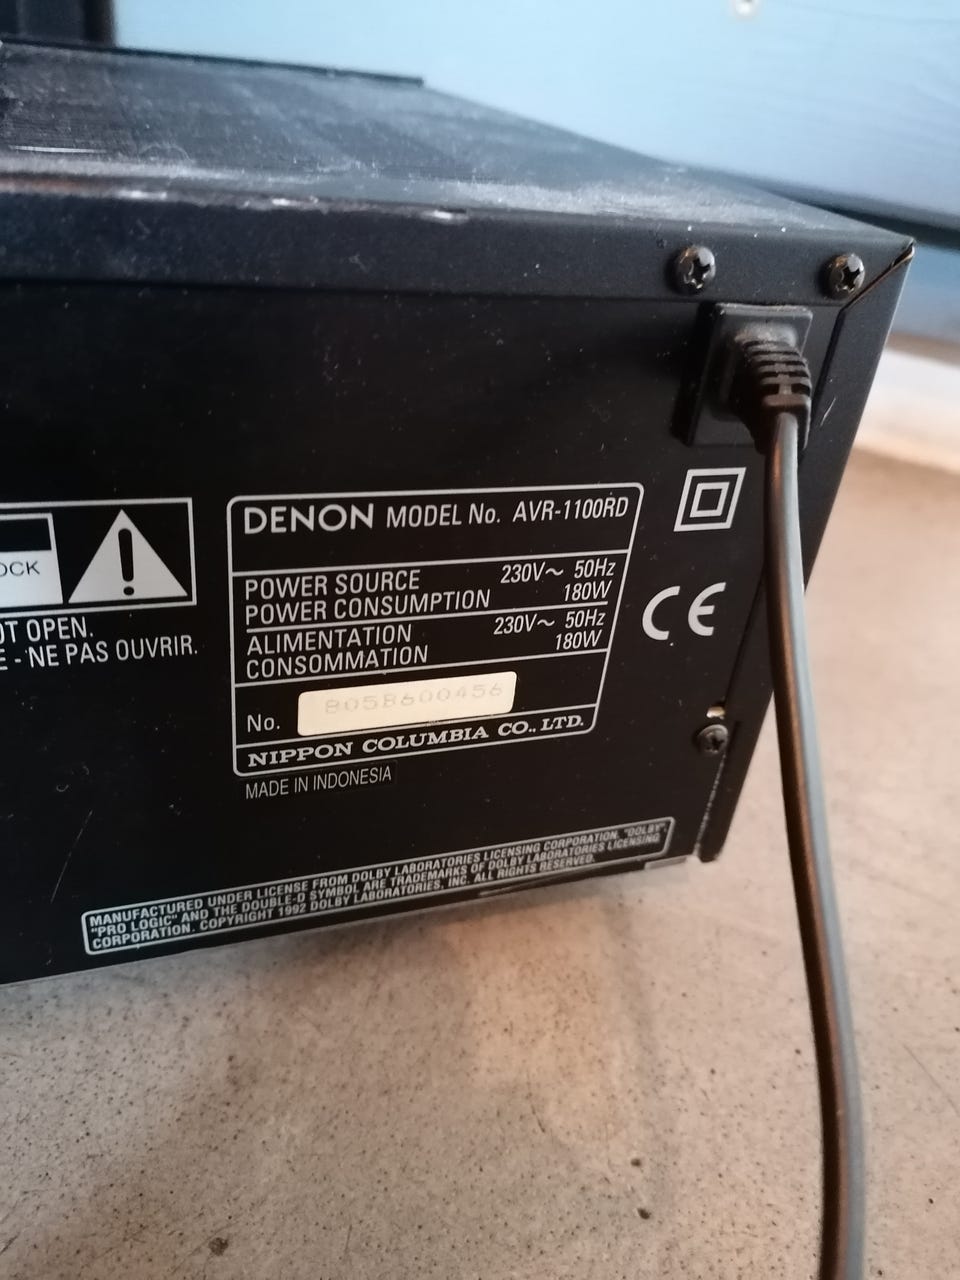 OCK
OT OPEN.
E - NE PAS OUVRIR.
DENON MODEL No. AVR-1100RD
POWER SOURCE 230V~ 50Hz
POWER CONSUMPTION 180W
ALIMENTATION 230V~ 50Hz
CONSOMMATION 180W
No. 805B600456
NIPPON COLUMBIA CO., LTD.
MADE IN INDONESIA
CE
MANUFACTURED UNDER LICENSE FROM DOLBY LABORATORIES LICENSING CORPORATION. "DOLBY",
"PRO LOGIC" AND THE DOUBLE-D SYMBOL ARE TRADEMARKS OF DOLBY LABORATORIES LICENSING
CORPORATION. COPYRIGHT 1992 DOLBY LABORATORIES, INC. ALL RIGHTS RESERVED.